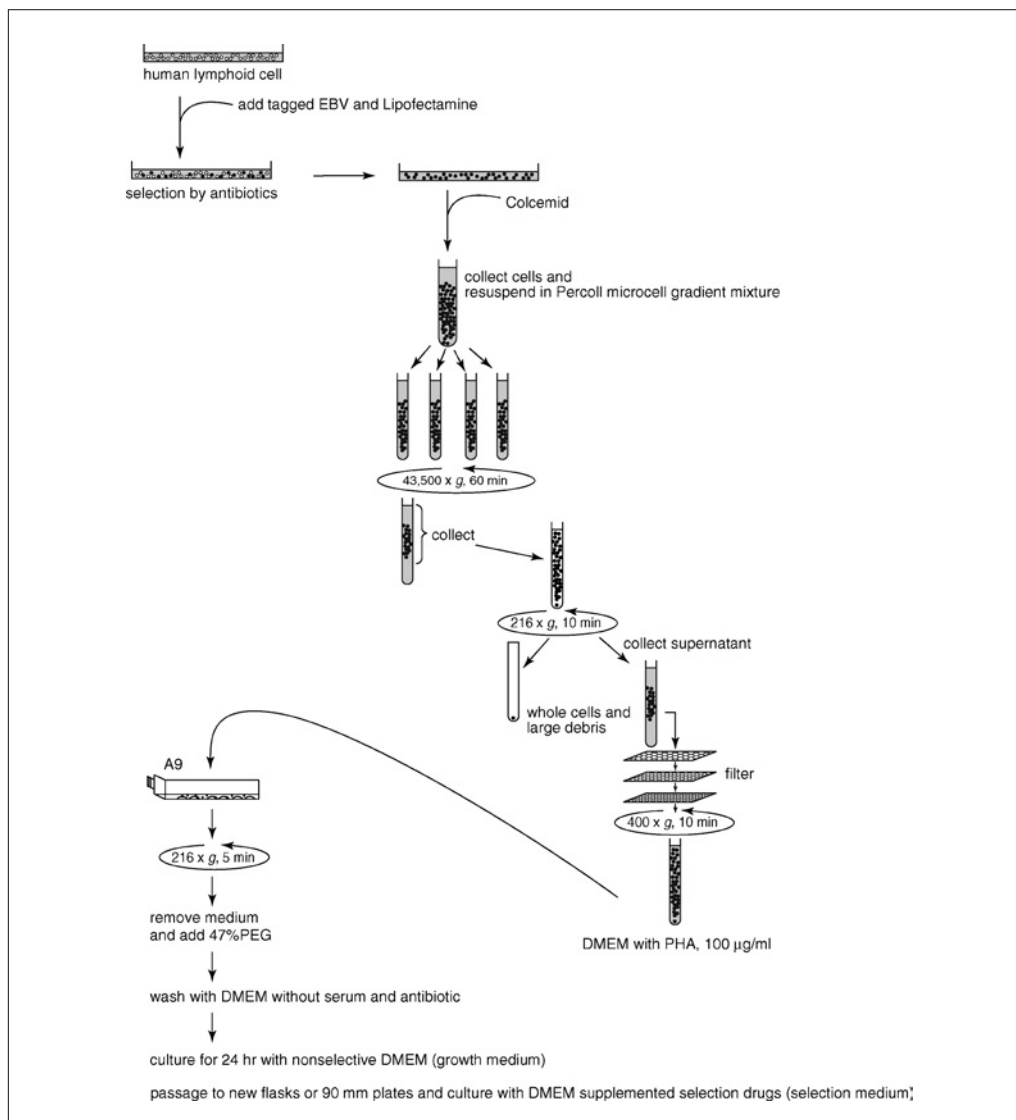 human lymphoid cell
add tagged EBV and Lipofectamine
selection by antibiotics
Colcemid
collect cells and
resuspend in Percoll microcell gradient mixture
43,500 x g, 60 min
collect
216 x g, 10 min
collect supernatant
whole cells and
large debris
filter
400 x g, 10 min
DMEM with PHA, 100 μg/ml
A9
216 x g, 5 min
remove medium
and add 47%PEG
wash with DMEM without serum and antibiotic
culture for 24 hr with nonselective DMEM (growth medium)
passage to new flasks or 90 mm plates and culture with DMEM supplemented selection drugs (selection medium)